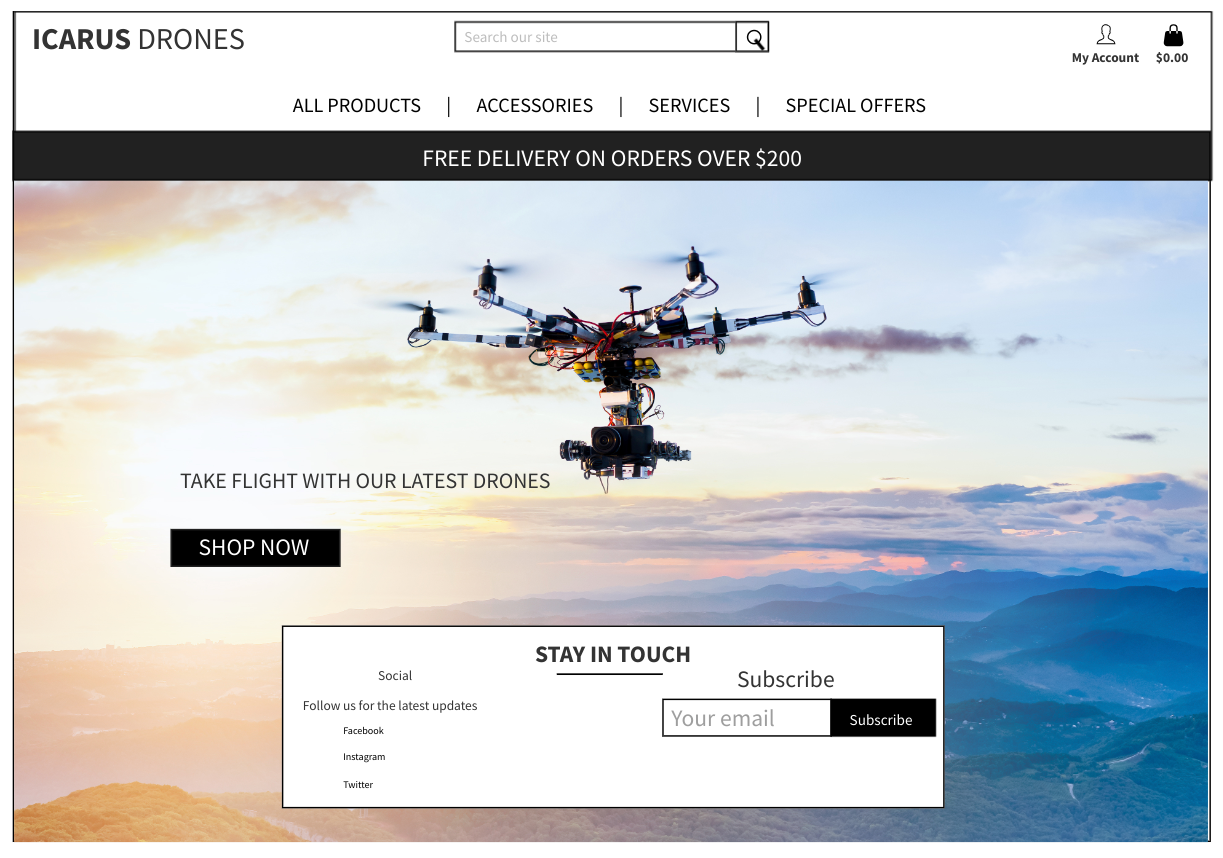 ICARUS DRONES
Search our site
My Account
$0.00
ALL PRODUCTS | ACCESSORIES | SERVICES | SPECIAL OFFERS
FREE DELIVERY ON ORDERS OVER $200
TAKE FLIGHT WITH OUR LATEST DRONES
SHOP NOW
STAY IN TOUCH
Social
Follow us for the latest updates
Facebook
Instagram
Twitter
Subscribe
Your email
Subscribe